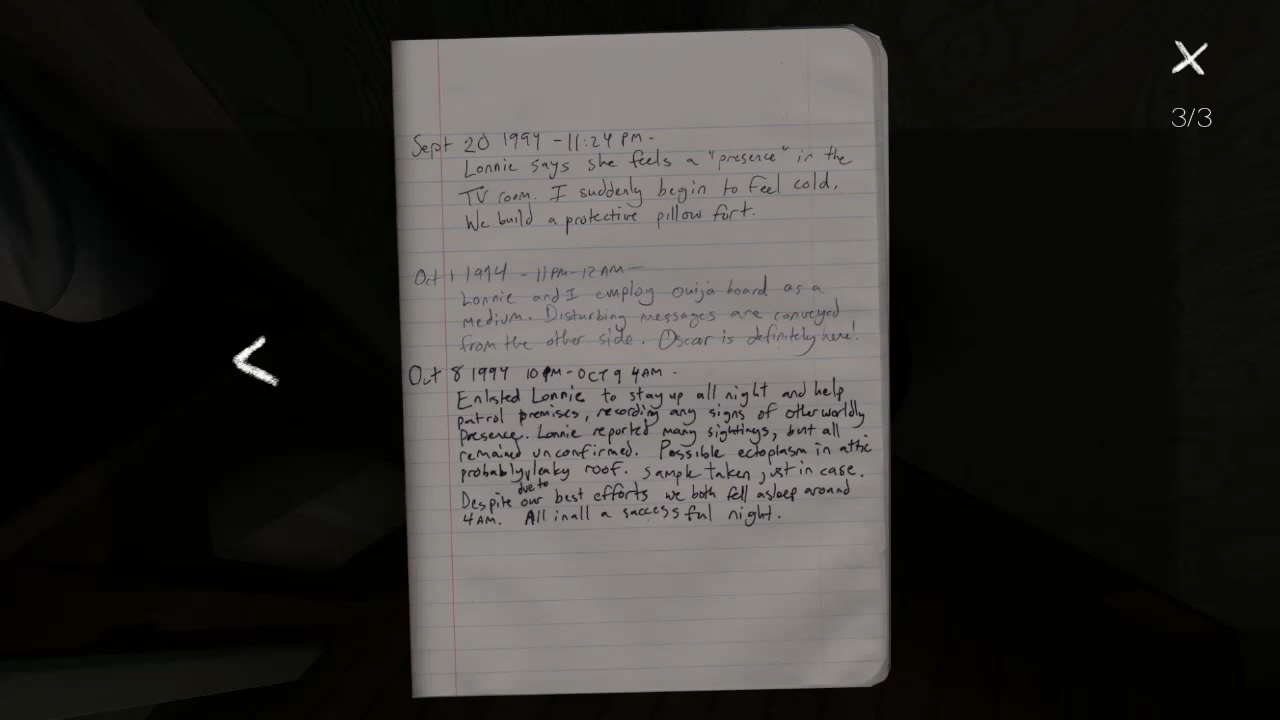 3/3
Sept 20 1994 - 11:24 PM -
Lonnie says she feels a "presence" in the
TV room. I suddenly begin to feel cold.
We build a protective pillow fort.
Oct 1 1994 - 11PM-12AM -
Lonnie and I employ ouija board as a
medium. Disturbing messages are conveyed
from the other side. Oscar is definitely here!
Oct 8 1994 10PM-OCT 9 4AM -
Enlisted Lonnie to stay up all night and help
patrol premises, recording any signs of otherworldly
presence. Lonnie reported many sightings, but all
remained unconfirmed. Possible ectoplasm in attic
probably leaky roof. Sample taken, just in case.
due to
Despite our best efforts we both fell asleep around
4AM. All in all a successful night.